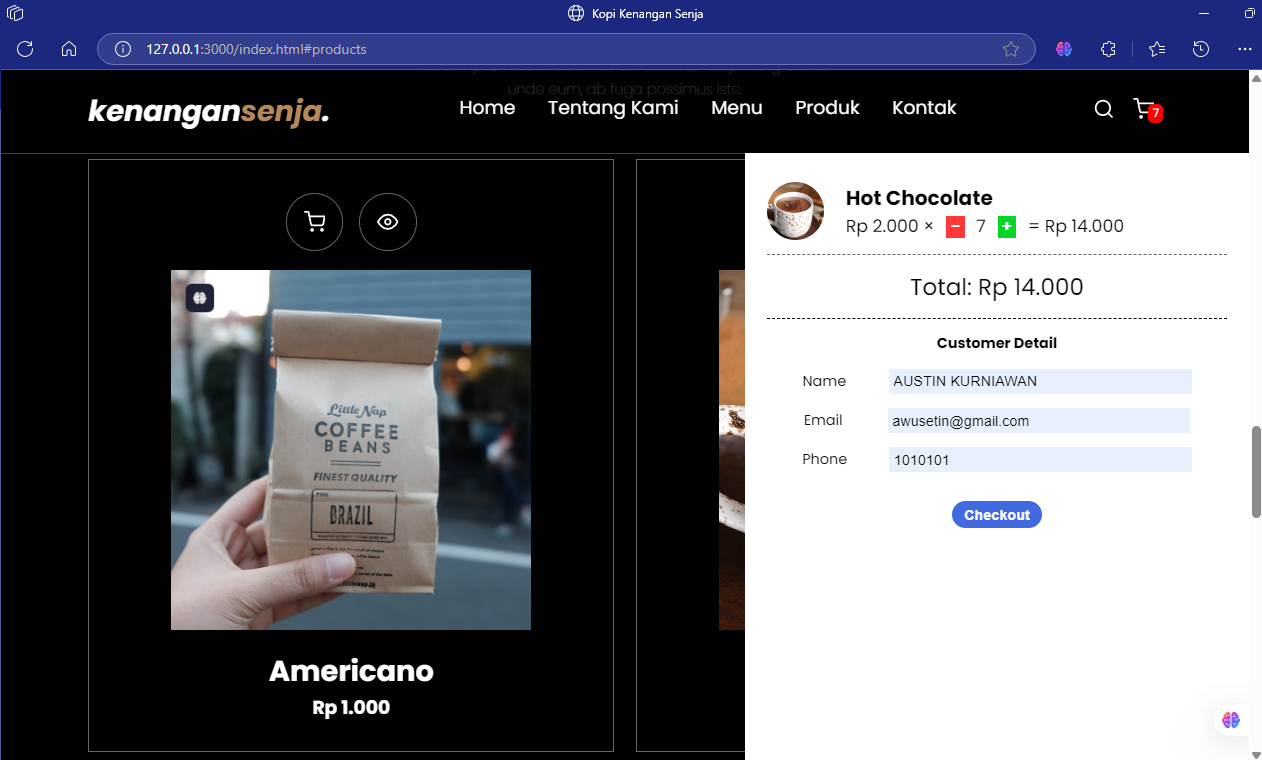 Kopi Kenangan Senja
127.0.0.1:3000/index.html#products
unde eum, ab fuga possimus iste.
kenangansenja.
Home Tentang Kami Menu Produk Kontak
7
Hot Chocolate
Rp 2.000 × − 7 + = Rp 14.000
Total: Rp 14.000
Customer Detail
Name AUSTIN KURNIAWAN
Email awusetin@gmail.com
Phone 1010101
Checkout
Little Nap
COFFEE
BEANS
FINEST QUALITY
BRAZIL
Americano
Rp 1.000